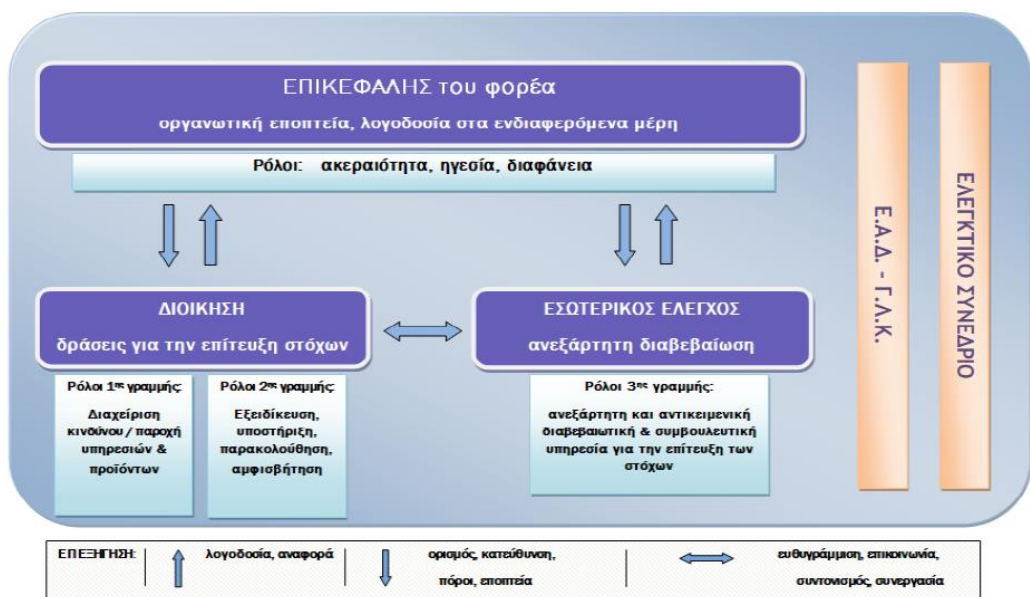 ΕΠΙΚΕΦΑΛΗΣ του φορέα
οργανωτική εποπτεία, λογοδοσία στα ενδιαφερόμενα μέρη
Ρόλοι: ακεραιότητα, ηγεσία, διαφάνεια
ΔΙΟΙΚΗΣΗ
δράσεις για την επίτευξη στόχων
Ρόλοι 1ης γραμμής:
Διαχείριση
κινδύνου / παροχή
υπηρεσιών &
προϊόντων
Ρόλοι 2ης γραμμής:
Εξειδίκευση,
υποστήριξη,
παρακολούθηση,
αμφισβήτηση
ΕΣΩΤΕΡΙΚΟΣ ΕΛΕΓΧΟΣ
ανεξάρτητη διαβεβαίωση
Ρόλοι 3ης γραμμής:
ανεξάρτητη και αντικειμενική
διαβεβαιωτική & συμβουλευτική
υπηρεσία για την επίτευξη των
στόχων
Ε.Α.Δ. - Γ.Λ.Κ.
ΕΛΕΓΚΤΙΚΟ ΣΥΝΕΔΡΙΟ
ΕΠΕΞΗΓΗΣΗ:
λογοδοσία, αναφορά
ορισμός, κατεύθυνση,
πόροι, εποπτεία
ευθυγράμμιση, επικοινωνία,
συντονισμός, συνεργασία